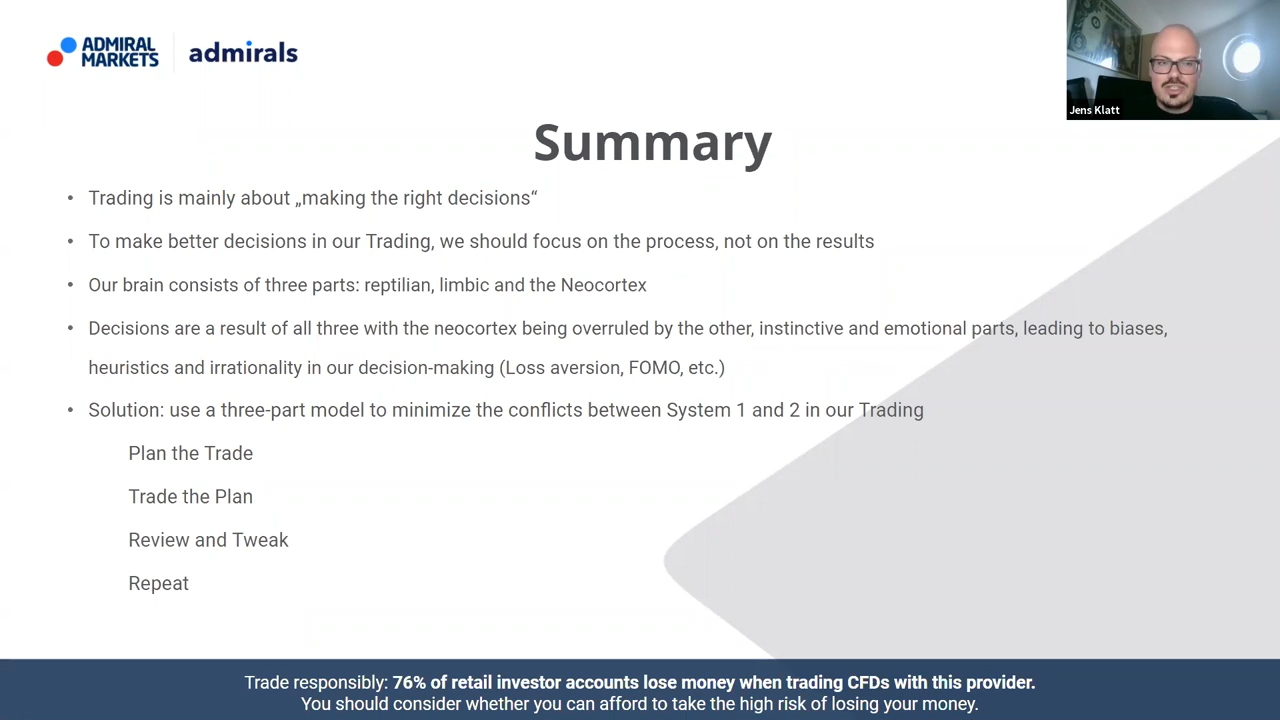 ADMIRAL
MARKETS
admirals
Jens Klatt
Summary
• Trading is mainly about „making the right decisions“
• To make better decisions in our Trading, we should focus on the process, not on the results
• Our brain consists of three parts: reptilian, limbic and the Neocortex
• Decisions are a result of all three with the neocortex being overruled by the other, instinctive and emotional parts, leading to biases,
heuristics and irrationality in our decision-making (Loss aversion, FOMO, etc.)
• Solution: use a three-part model to minimize the conflicts between System 1 and 2 in our Trading
Plan the Trade
Trade the Plan
Review and Tweak
Repeat
Trade responsibly: 76% of retail investor accounts lose money when trading CFDs with this provider.
You should consider whether you can afford to take the high risk of losing your money.